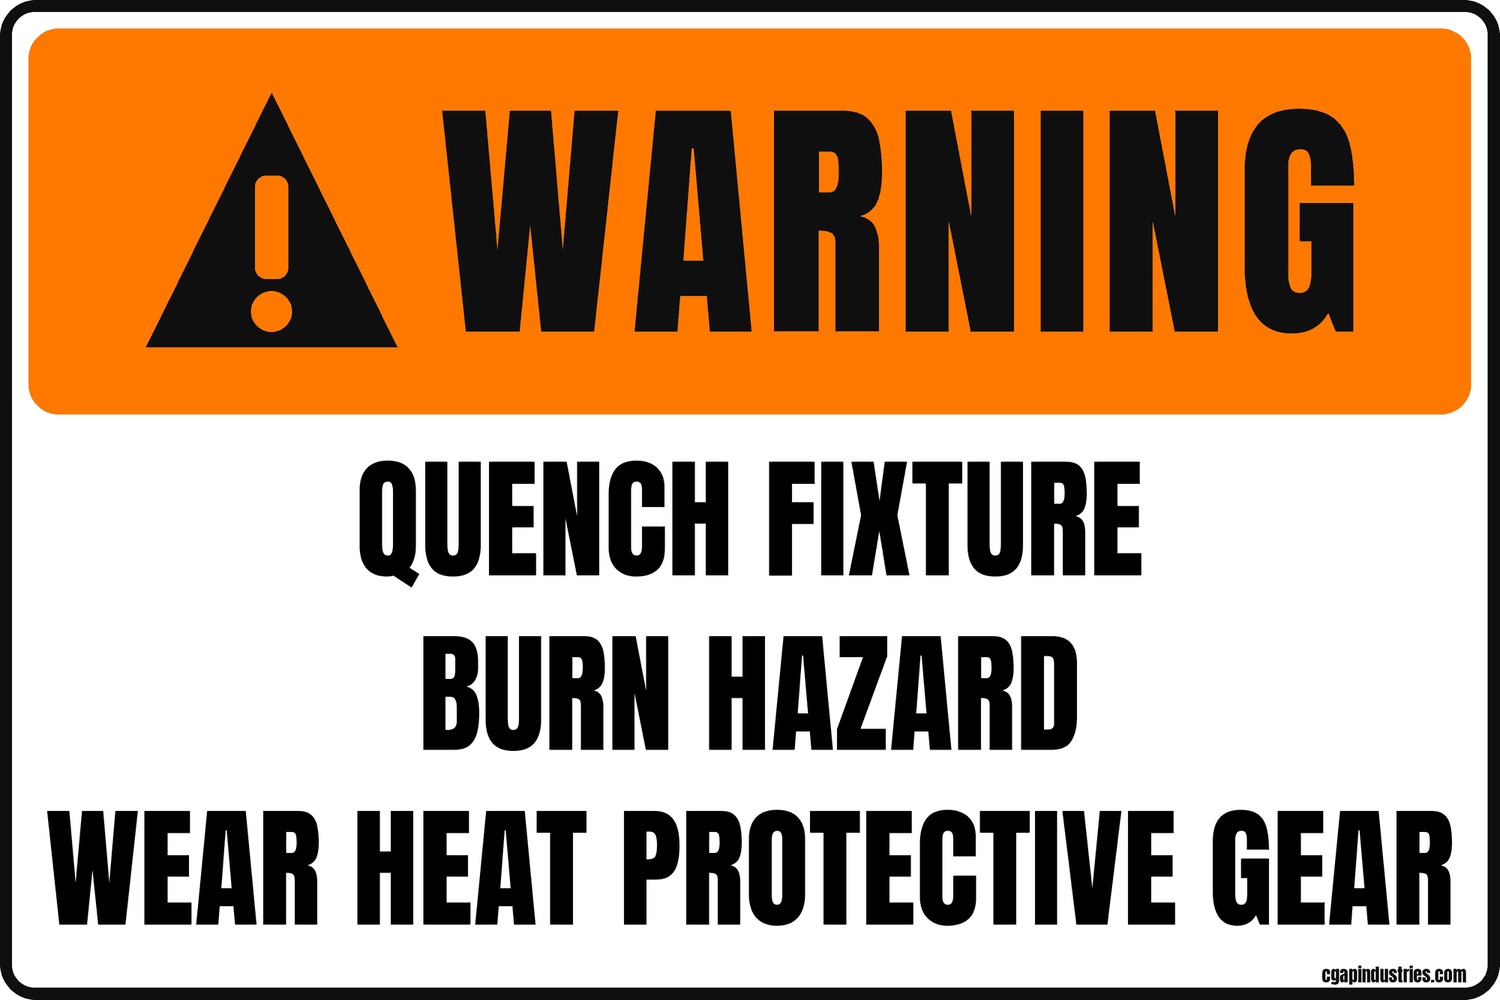 WARNING
QUENCH FIXTURE
BURN HAZARD
WEAR HEAT PROTECTIVE GEAR
cgapindustries.com